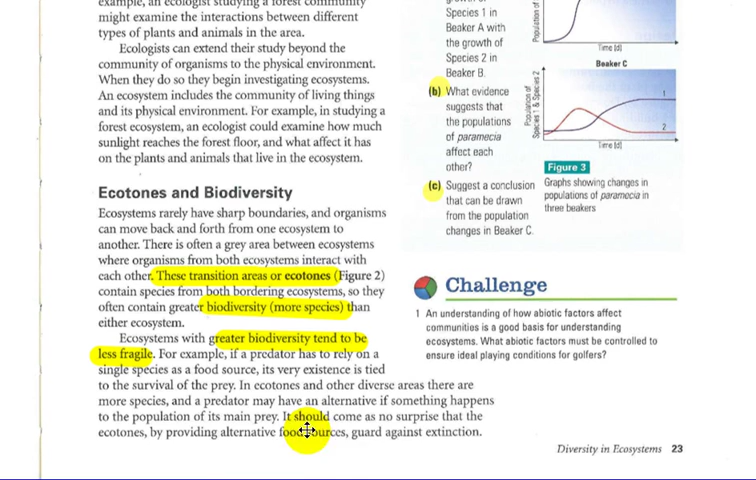 example, an ecologist studying a forest community
might examine the interactions between different
types of plants and animals in the area.
Ecologists can extend their study beyond the
community of organisms to the physical environment.
When they do so they begin investigating ecosystems.
An ecosystem includes the community of living things
and its physical environment. For example, in studying a
forest ecosystem, an ecologist could examine how much
sunlight reaches the forest floor, and what affect it has
on the plants and animals that live in the ecosystem.
Ecotones and Biodiversity
Ecosystems rarely have sharp boundaries, and organisms
can move back and forth from one ecosystem to
another. There is often a grey area between ecosystems
where organisms from both ecosystems interact with
each other. These transition areas or ecotones (Figure 2)
contain species from both bordering ecosystems, so they
often contain greater biodiversity (more species) than
either ecosystem.
Ecosystems with greater biodiversity tend to be
less fragile. For example, if a predator has to rely on a
single species as a food source, its very existence is tied
to the survival of the prey. In ecotones and other diverse areas there are
more species, and a predator may have an alternative if something happens
to the population of its main prey. It should come as no surprise that the
ecotones, by providing alternative food sources, guard against extinction.
Species 1 in
Beaker A with
the growth of
Species 2 in
Beaker B.
(b) What evidence
suggests that
the populations
of paramecia
affect each
other?
(c) Suggest a conclusion
that can be drawn
from the population
changes in Beaker C.
Population of
Time (d)
Beaker C
Population of
Species 1 & Species 2
1
2
Time (d)
Figure 3
Graphs showing changes in
populations of paramecia in
three beakers
Challenge
1 An understanding of how abiotic factors affect
communities is a good basis for understanding
ecosystems. What abiotic factors must be controlled to
ensure ideal playing conditions for golfers?
Diversity in Ecosystems 23